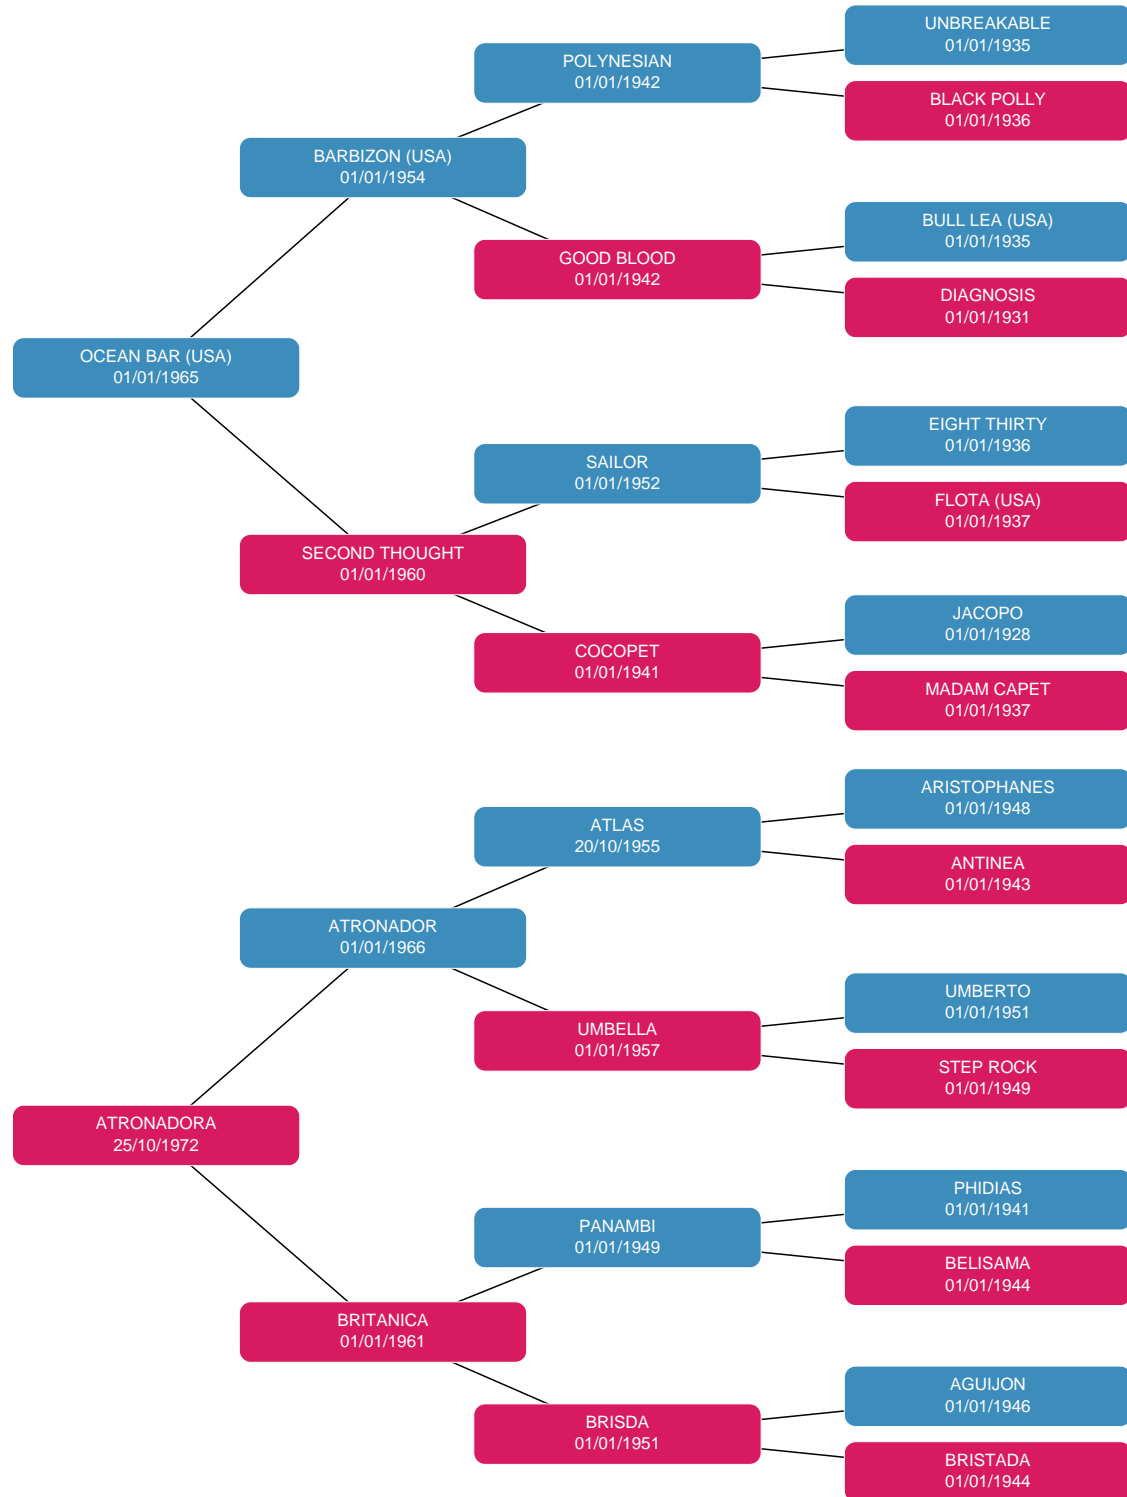 UNBREAKABLE
01/01/1935
POLYNESIAN
01/01/1942
BLACK POLLY
01/01/1936
BARBIZON (USA)
01/01/1954
BULL LEA (USA)
01/01/1935
GOOD BLOOD
01/01/1942
DIAGNOSIS
01/01/1931
OCEAN BAR (USA)
01/01/1965
EIGHT THIRTY
01/01/1936
SAILOR
01/01/1952
FLOTA (USA)
01/01/1937
SECOND THOUGHT
01/01/1960
JACOPO
01/01/1928
COCOPET
01/01/1941
MADAM CAPET
01/01/1937
ARISTOPHANES
01/01/1948
ATLAS
20/10/1955
ANTINEA
01/01/1943
ATRONADOR
01/01/1966
UMBERTO
01/01/1951
UMBELLA
01/01/1957
STEP ROCK
01/01/1949
ATRONADORA
25/10/1972
PHIDIAS
01/01/1941
PANAMBI
01/01/1949
BELISAMA
01/01/1944
BRITANICA
01/01/1961
AGUIJON
01/01/1946
BRISDA
01/01/1951
BRISTADA
01/01/1944